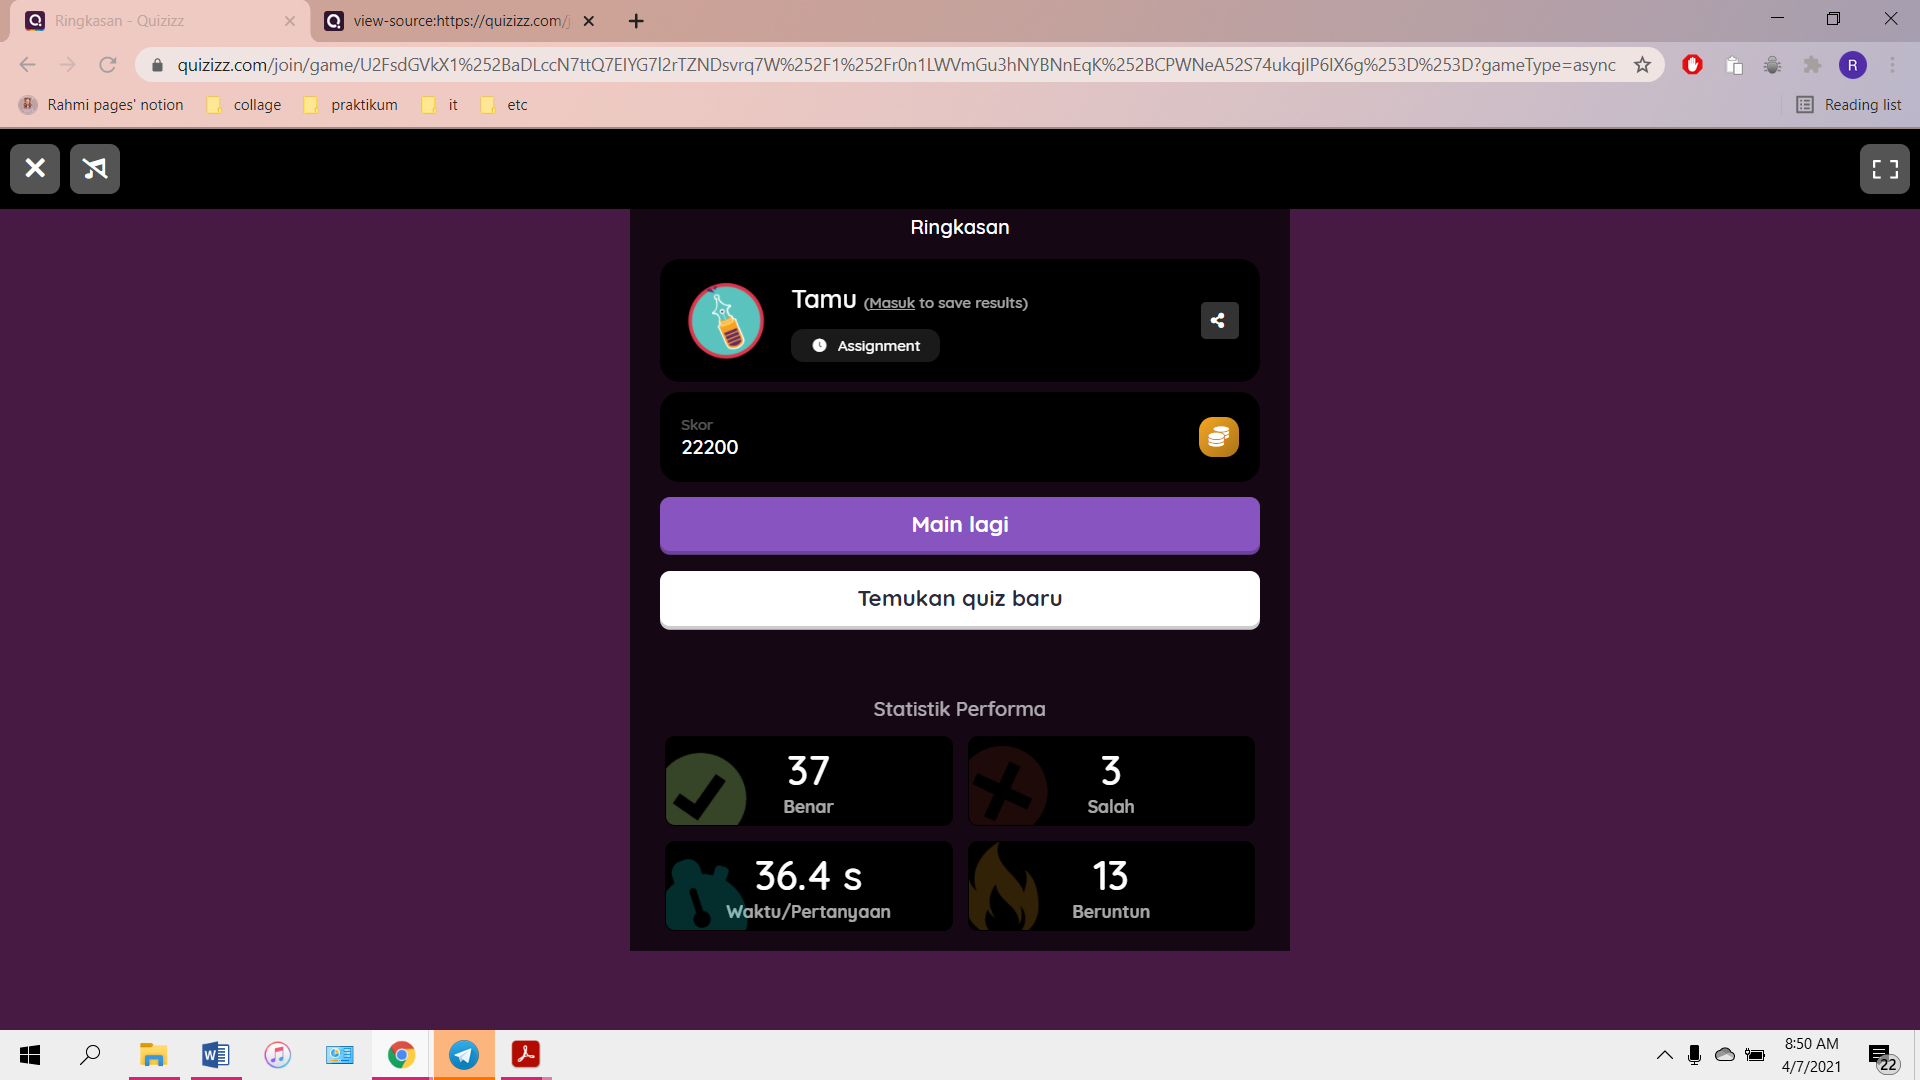 Ringkasan - Quizizz
view-source:https://quizizz.com/j
quizizz.com/join/game/U2FsdGVkX1%252BaDLccN7ttQ7EIYG7l2rTZNDsvrq7W%252F1%252Fr0n1LWVmGu3hNYBNnEqK%252BCPWNeA52S74ukqjIP6IX6g%253D%253D?gameType=async
R
Rahmi pages' notion
collage
praktikum
it
etc
Reading list
Ringkasan
Tamu (Masuk to save results)
Assignment
Skor
22200
Main lagi
Temukan quiz baru
Statistik Performa
37
Benar
3
Salah
36.4 s
Waktu/Pertanyaan
13
Beruntun
8:50 AM
4/7/2021
22